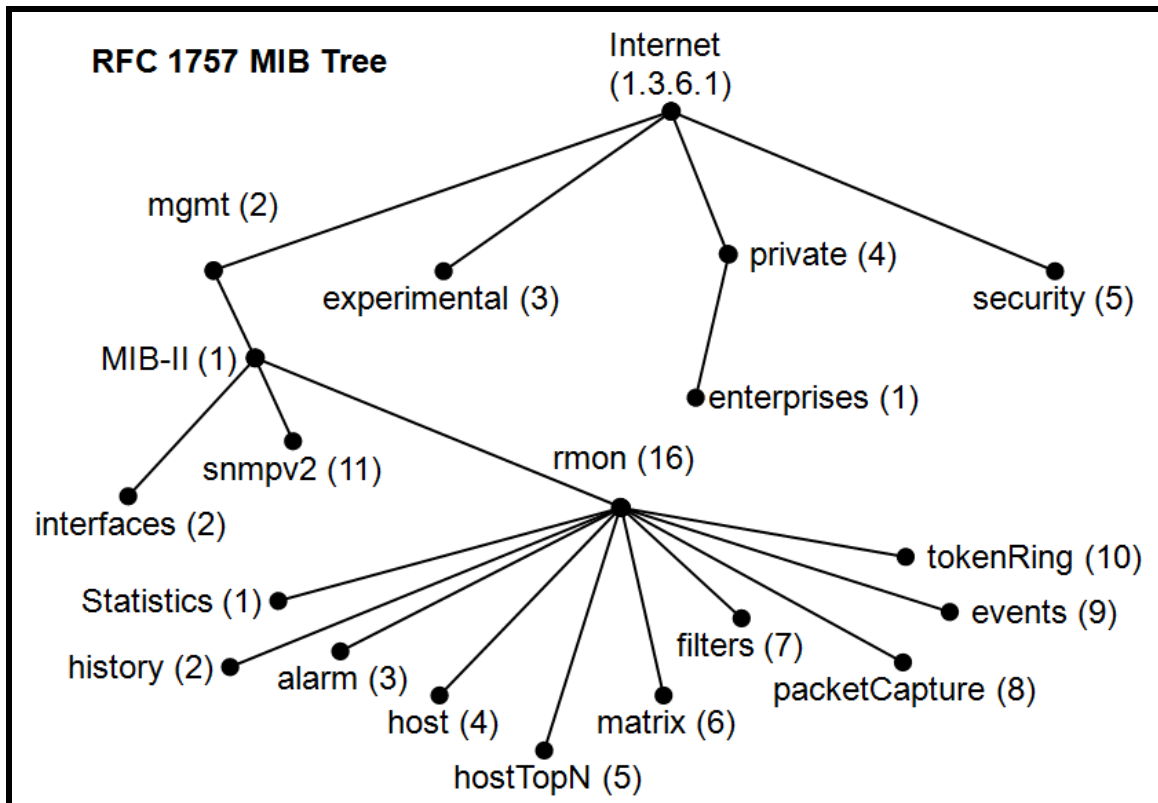 RFC 1757 MIB Tree
Internet
(1.3.6.1)
mgmt (2)
experimental (3)
private (4)
security (5)
MIB-II (1)
enterprises (1)
snmpv2 (11)
rmon (16)
interfaces (2)
tokenRing (10)
Statistics (1)
events (9)
history (2)
alarm (3)
filters (7)
packetCapture (8)
host (4)
matrix (6)
hostTopN (5)